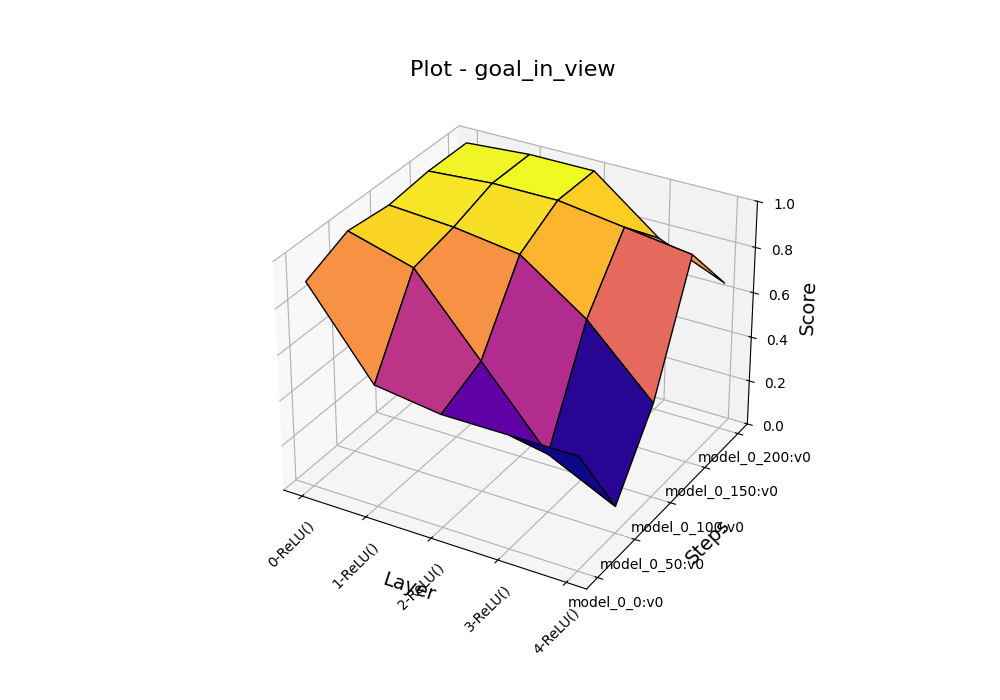 Plot - goal_in_view
1.0
0.8
0.6
0.4
0.2
0.0
Score
model_0_200:v0
model_0_150:v0
model_0_100:v0
model_0_50:v0
model_0_0:v0
Steps
0-ReLU()
1-ReLU()
2-ReLU()
3-ReLU()
4-ReLU()
Layer